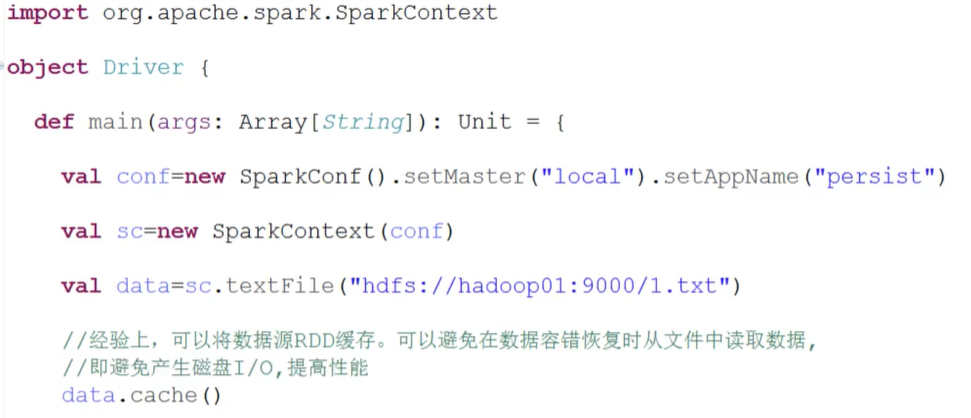 import org.apache.spark.SparkContext
object Driver {
def main(args: Array[String]): Unit = {
val conf=new SparkConf().setMaster("local").setAppName("persist")
val sc=new SparkContext(conf)
val data=sc.textFile("hdfs://hadoop01:9000/1.txt")
//经验上，可以将数据源RDD缓存。可以避免在数据容错恢复时从文件中读取数据,
//即避免产生磁盘I/O,提高性能
data.cache()